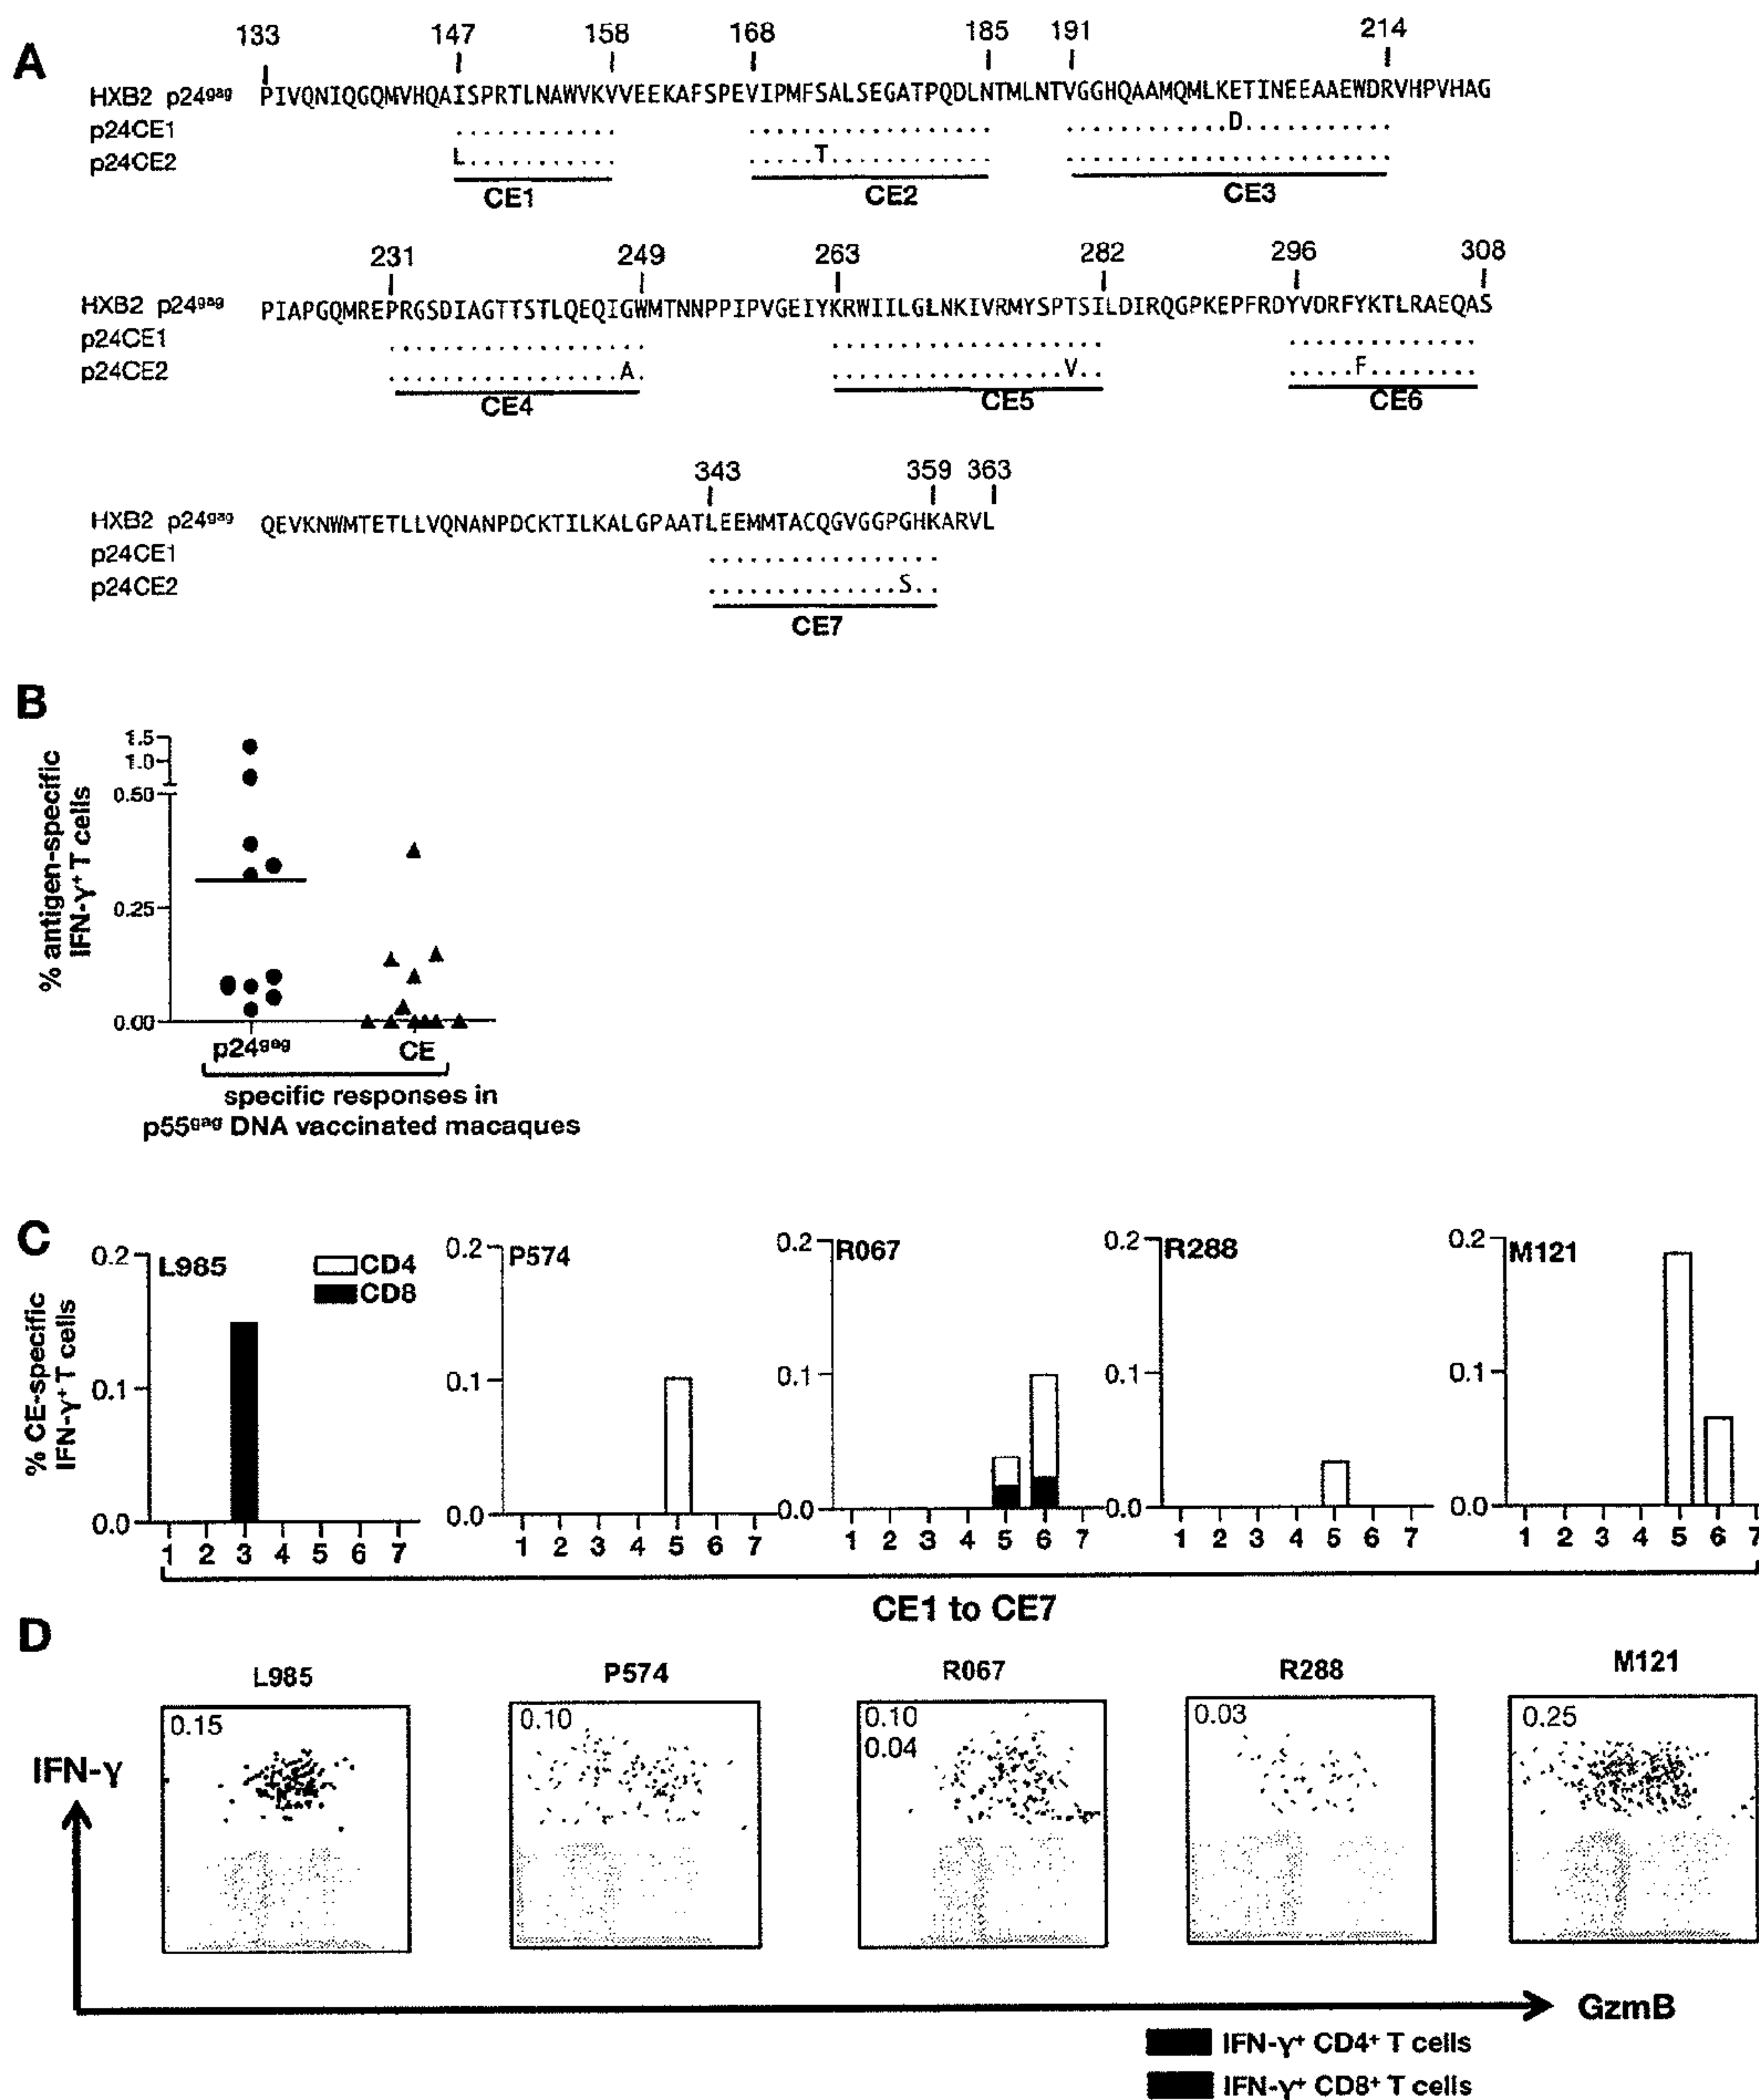 A
133 147 158 168 185 191 214
HXB2 p24gag PIVQNIQGQMVHQAISPRTLNAWVKVVEEKAFSPEVIPMFSALSEGATPQDLNTMLNTVGGHQAAMQMLKETINEEAAEWDRVHPVHAG
p24CE1 ............ .................. ............D...........
p24CE2 L........... .....T............ ........................
CE1 CE2 CE3
231 249 263 282 296 308
HXB2 p24gag PIAPGQMREPRGSDIAGTTSTLQEQIGWMTNNPPIPVGEIYKRWIILGLNKIVRMYSPTSILDIRQGPKEPFRDYVDRFYKTLRAEQAS
p24CE1 ................... .................... .............
p24CE2 .................A. .................V.. .....F.......
CE4 CE5 CE6
343 359 363
HXB2 p24gag QEVKNWMTETLLVQNANPDCKTILKALGPAATLEEMMTACQGVGGPGHKARVL
p24CE1 .................
p24CE2 ..............S..
CE7
B
% antigen-specific
IFN-γ+ T cells
1.5
1.0
0.50
0.25
0.00
p24gag CE
specific responses in
p55gag DNA vaccinated macaques
C
% CE-specific
IFN-γ+ T cells
0.2 L985
CD4
CD8
0.1
0.0
1 2 3 4 5 6 7
0.2 P574
0.1
0.0
1 2 3 4 5 6 7
0.2 R067
0.1
0.0
1 2 3 4 5 6 7
0.2 R288
0.1
0.0
1 2 3 4 5 6 7
0.2 M121
0.1
0.0
1 2 3 4 5 6 7
CE1 to CE7
D
L985 P574 R067 R288 M121
0.15 0.10 0.10 0.03 0.25
0.04
IFN-γ
GzmB
IFN-γ+ CD4+ T cells
IFN-γ+ CD8+ T cells